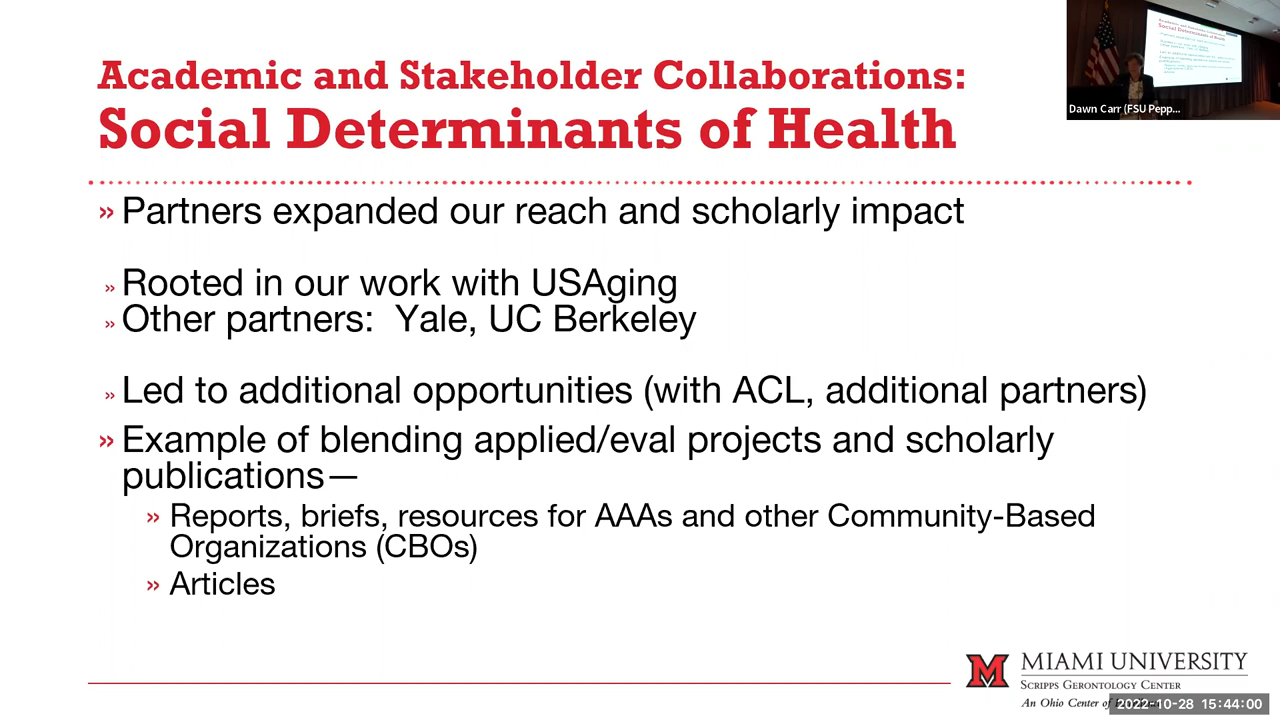 Academic and Stakeholder Collaborations:
Social Determinants of Health
Dawn Carr (FSU Pepp...
» Partners expanded our reach and scholarly impact
» Rooted in our work with USAging
» Other partners:  Yale, UC Berkeley
» Led to additional opportunities (with ACL, additional partners)
» Example of blending applied/eval projects and scholarly
publications—
» Reports, briefs, resources for AAAs and other Community-Based
Organizations (CBOs)
» Articles
MIAMI UNIVERSITY
SCRIPPS GERONTOLOGY CENTER
An Ohio Center of
2022-10-28 15:44:00